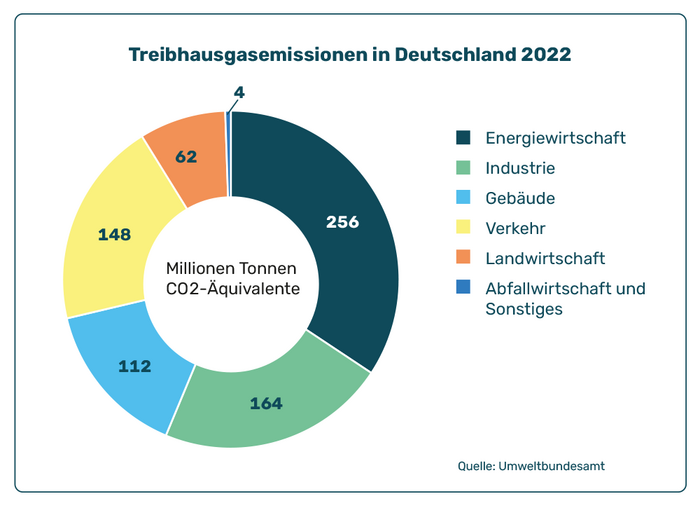 Treibhausgasemissionen in Deutschland 2022
4
62
256
148
Millionen Tonnen
CO2-Äquivalente
112
164
Energiewirtschaft
Industrie
Gebäude
Verkehr
Landwirtschaft
Abfallwirtschaft und
Sonstiges
Quelle: Umweltbundesamt